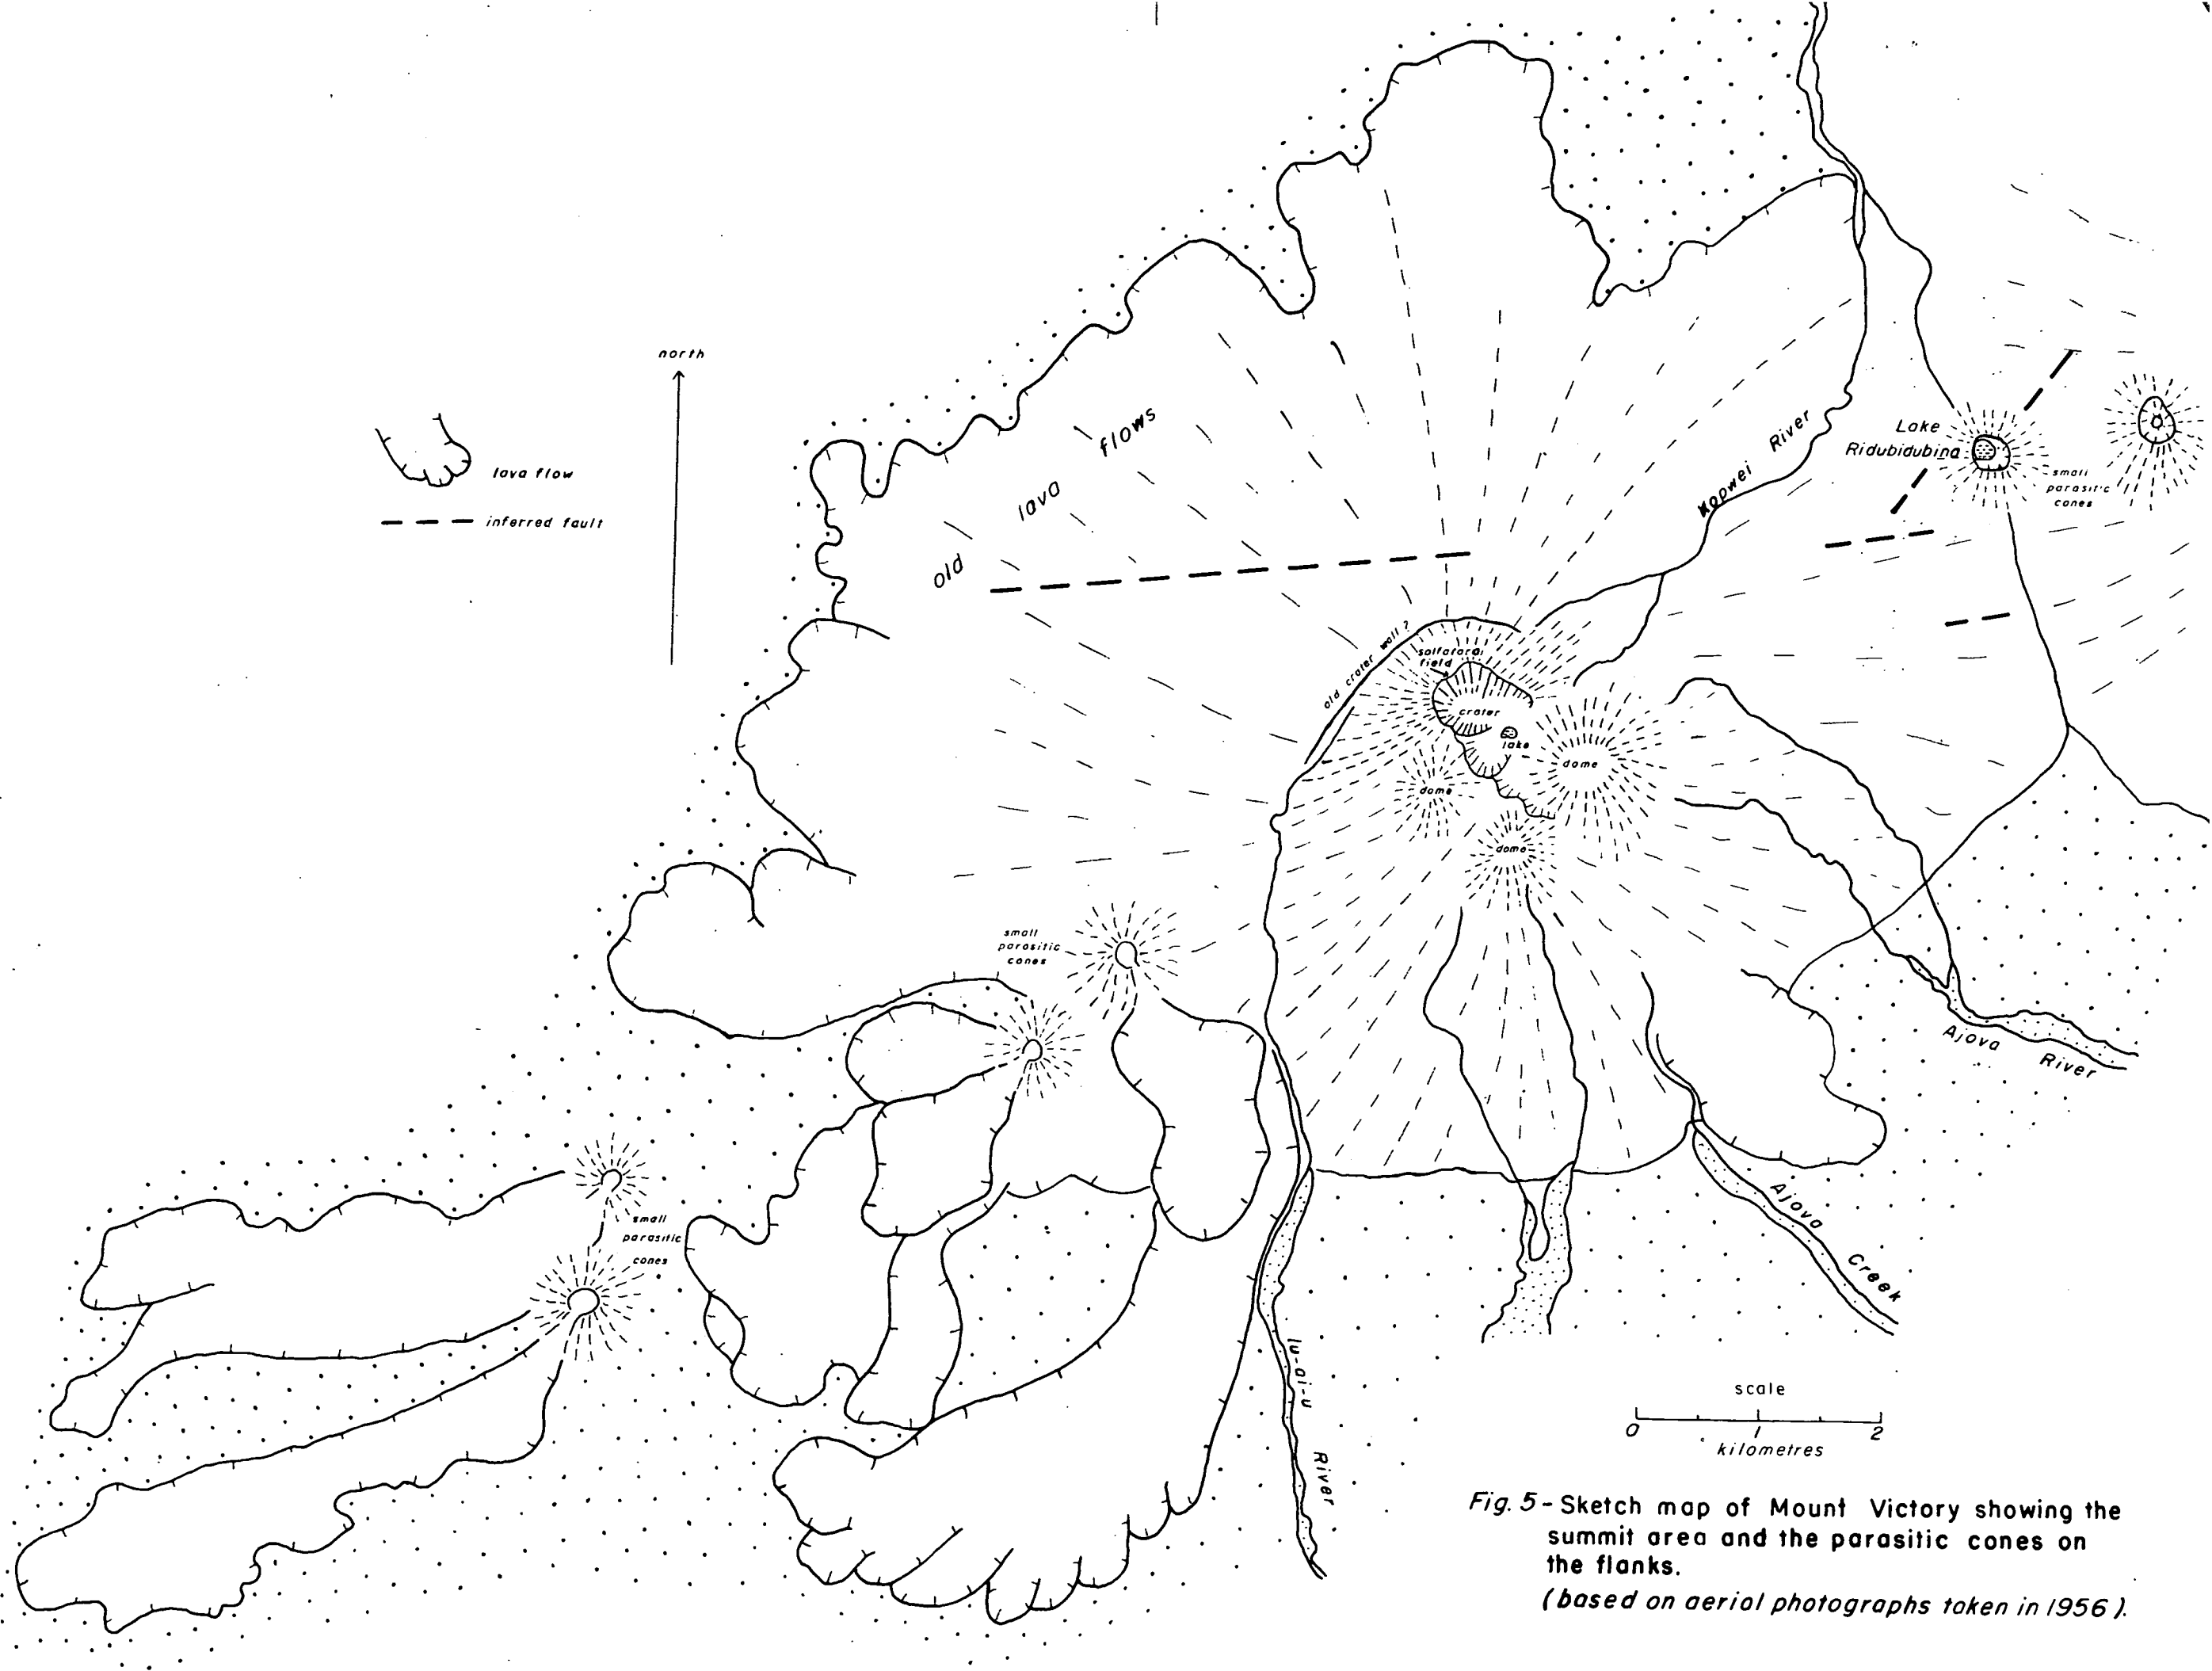 north
lava flow
inferred fault
old lava flows
Kopwei River
Lake
Ridubidubina
small
parasitic
cones
old crater wall ?
solfatara
field
crater
lake
dome
dome
dome
small
parasitic
cones
small
parasitic
cones
Ajova River
Ajova Creek
Iu-ai-u River
scale
0 1 2
kilometres
Fig. 5 - Sketch map of Mount Victory showing the
summit area and the parasitic cones on
the flanks.
(based on aerial photographs taken in 1956).